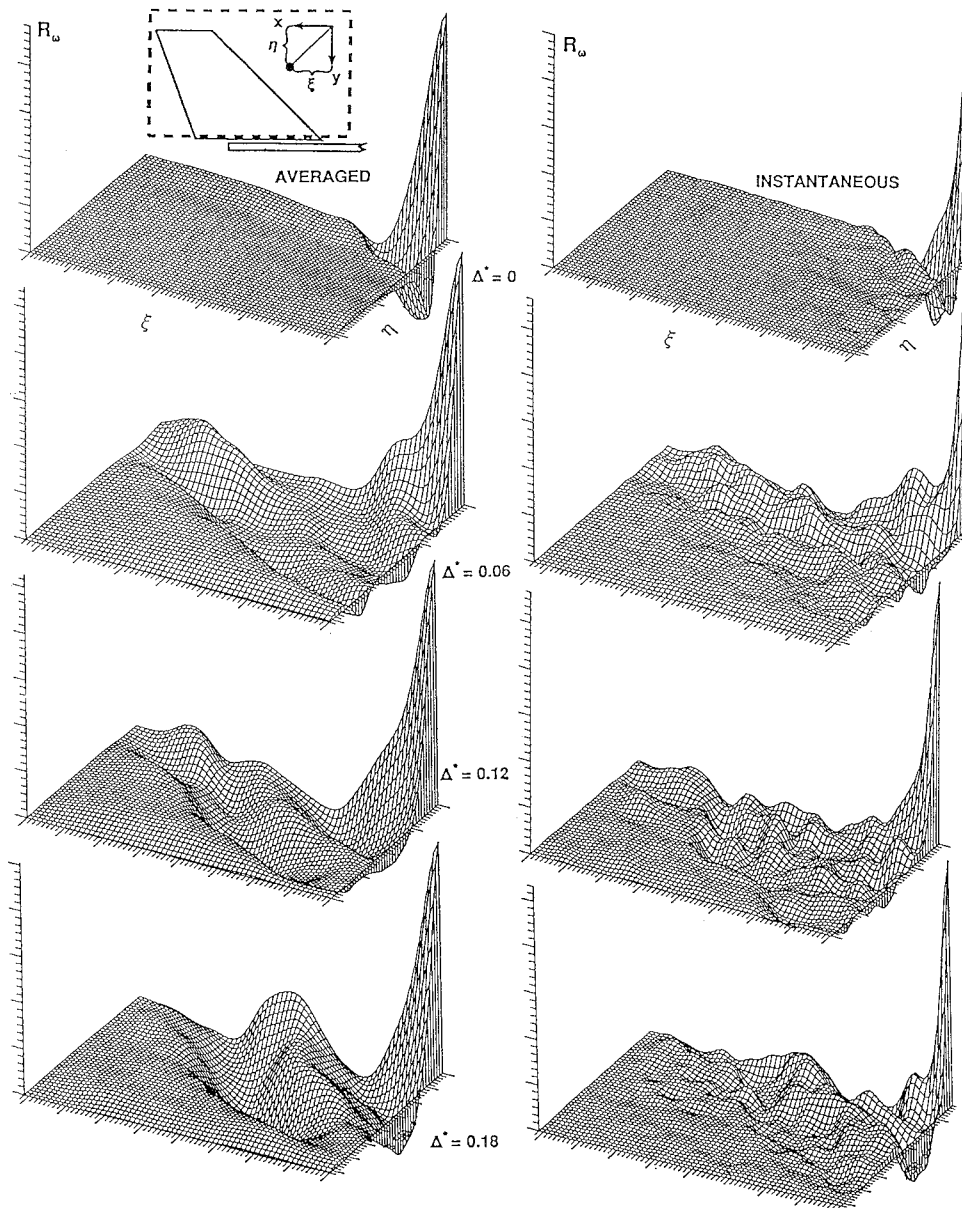 R_ω
x
η
ξ
y
AVERAGED
R_ω
INSTANTANEOUS
Δ* = 0
ξ
η
ξ
η
Δ* = 0.06
Δ* = 0.12
Δ* = 0.18